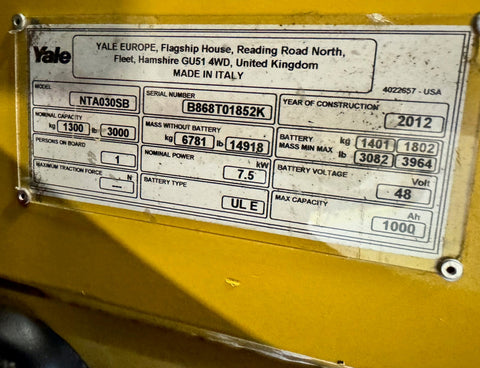 Yale
YALE EUROPE, Flagship House, Reading Road North,
Fleet, Hamshire GU51 4WD, United Kingdom
MADE IN ITALY
4022657 - USA
MODEL
NTA030SB
SERIAL NUMBER
B868T01852K
YEAR OF CONSTRUCTION
2012
NOMINAL CAPACITY
kg 1300 lb 3000
MASS WITHOUT BATTERY
kg 6781 lb 14918
BATTERY MASS MIN MAX
kg 1401 1802
lb 3082 3964
PERSONS ON BOARD
1
NOMINAL POWER
kW
7.5
BATTERY VOLTAGE
Volt
48
MAXIMUM TRACTION FORCE
N
---
BATTERY TYPE
UL E
MAX CAPACITY
Ah
1000